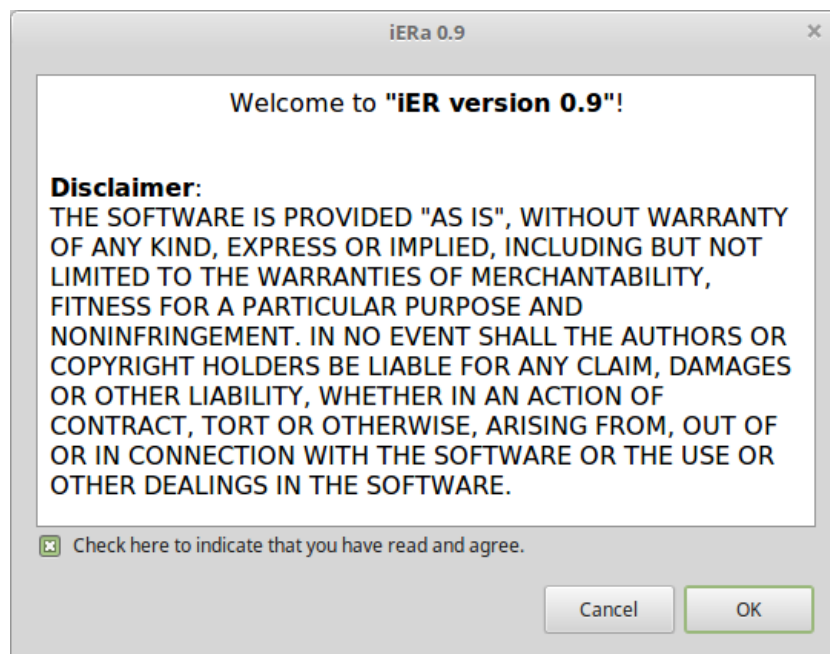 iERa 0.9
Welcome to "iER version 0.9"!
Disclaimer:
THE SOFTWARE IS PROVIDED "AS IS", WITHOUT WARRANTY
OF ANY KIND, EXPRESS OR IMPLIED, INCLUDING BUT NOT
LIMITED TO THE WARRANTIES OF MERCHANTABILITY,
FITNESS FOR A PARTICULAR PURPOSE AND
NONINFRINGEMENT. IN NO EVENT SHALL THE AUTHORS OR
COPYRIGHT HOLDERS BE LIABLE FOR ANY CLAIM, DAMAGES
OR OTHER LIABILITY, WHETHER IN AN ACTION OF
CONTRACT, TORT OR OTHERWISE, ARISING FROM, OUT OF
OR IN CONNECTION WITH THE SOFTWARE OR THE USE OR
OTHER DEALINGS IN THE SOFTWARE.
Check here to indicate that you have read and agree.
Cancel
OK